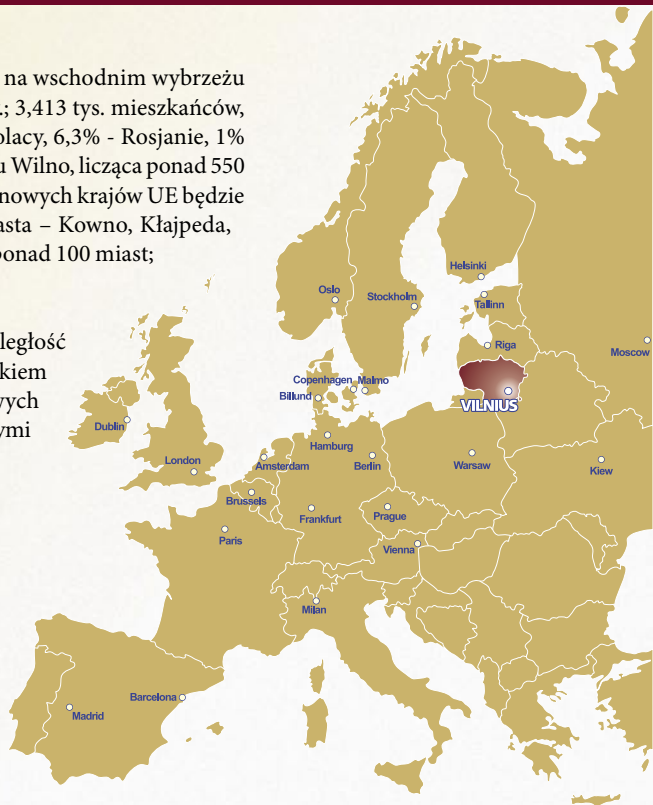 na wschodnim wybrzeżu
.; 3,413 tys. mieszkańców,
olacy, 6,3% - Rosjanie, 1%
u Wilno, licząca ponad 550
nowych krajów UE będzie
asta – Kowno, Kłajpeda,
ponad 100 miast;
ległość
kiem
vych
ymi
Helsinki
Oslo
Stockholm
Tallinn
Riga
Moscow
Copenhagen
Malmo
Billund
VILNIUS
Dublin
Hamburg
London
Amsterdam
Berlin
Warsaw
Kiew
Brussels
Frankfurt
Prague
Paris
Vienna
Milan
Barcelona
Madrid